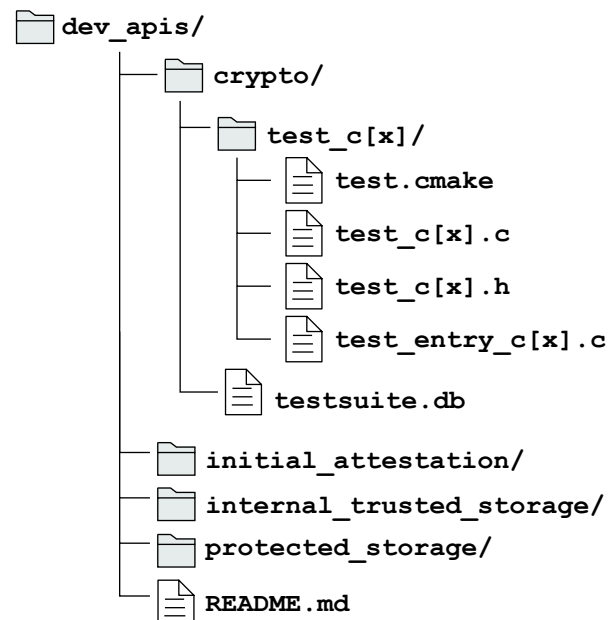 dev_apis/
crypto/
test_c[x]/
test.cmake
test_c[x].c
test_c[x].h
test_entry_c[x].c
testsuite.db
initial_attestation/
internal_trusted_storage/
protected_storage/
README.md